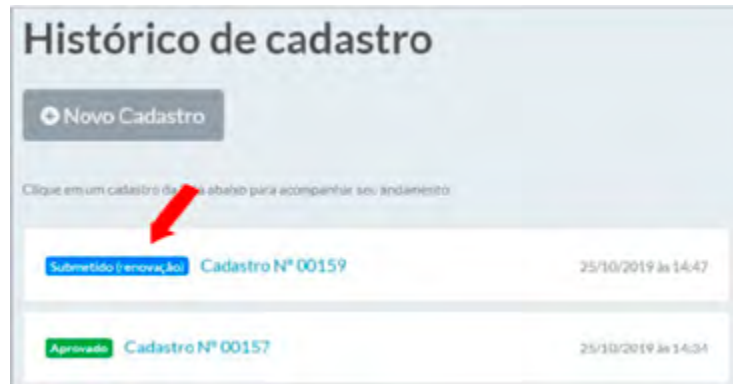 Histórico de cadastro
Novo Cadastro
Clique em um cadastro da abaixo para acompanhar seu andamento
Submetido (renovação) Cadastro Nº 00159 25/10/2019 às 14:47
Aprovado Cadastro Nº 00157 25/10/2019 às 14:34